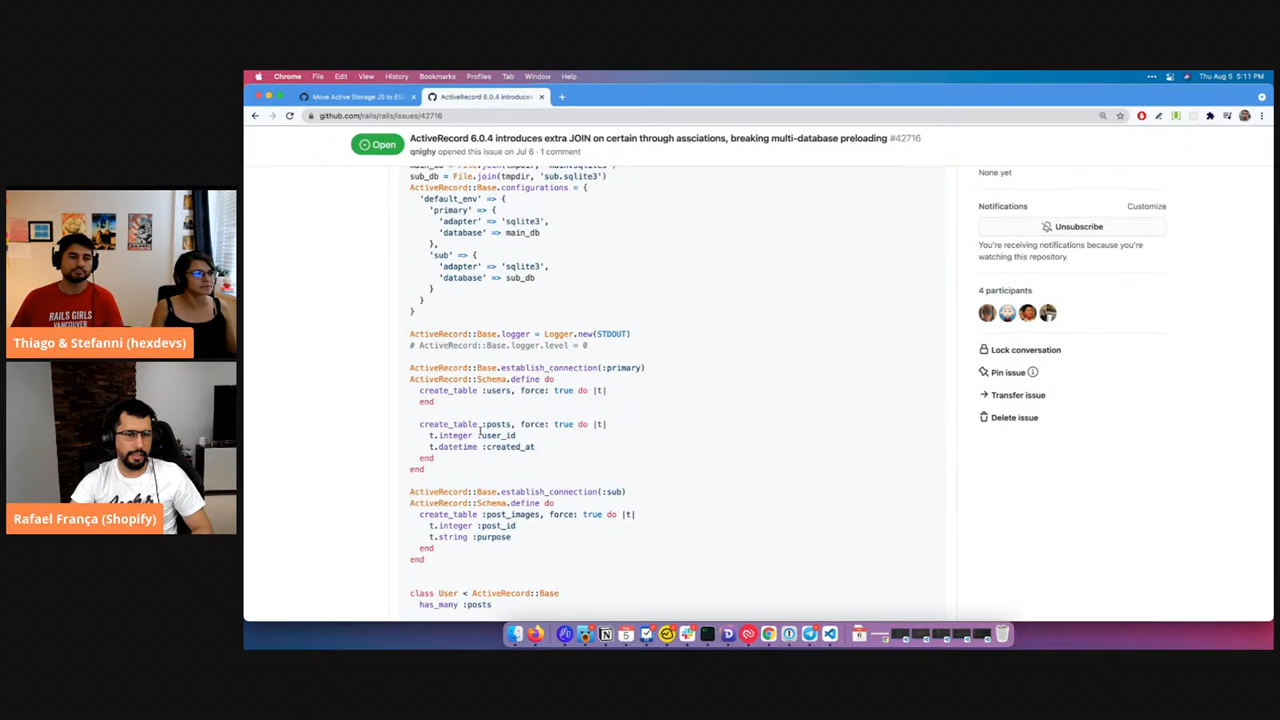 Chrome File Edit View History Bookmarks Profiles Tab Window Help
Thu Aug 5 5:11 PM
Move Active Storage JS to ES
ActiveRecord 6.0.4 introduces
github.com/rails/rails/issues/42716
Open
ActiveRecord 6.0.4 introduces extra JOIN on certain through assciations, breaking multi-database preloading #42716
qnighy opened this issue on Jul 6 · 1 comment
sub_db = File.join(tmpdir, 'sub.sqlite3')
ActiveRecord::Base.configurations = {
'default_env' => {
'primary' => {
'adapter' => 'sqlite3',
'database' => main_db
},
'sub' => {
'adapter' => 'sqlite3',
'database' => sub_db
}
}
}
ActiveRecord::Base.logger = Logger.new(STDOUT)
# ActiveRecord::Base.logger.level = 0
ActiveRecord::Base.establish_connection(:primary)
ActiveRecord::Schema.define do
create_table :users, force: true do |t|
end
create_table :posts, force: true do |t|
t.integer :user_id
t.datetime :created_at
end
end
ActiveRecord::Base.establish_connection(:sub)
ActiveRecord::Schema.define do
create_table :post_images, force: true do |t|
t.integer :post_id
t.string :purpose
end
end
class User < ActiveRecord::Base
has_many :posts
None yet
Notifications
Customize
Unsubscribe
You're receiving notifications because you're
watching this repository.
4 participants
Lock conversation
Pin issue
Transfer issue
Delete issue
RAILS GIRLS
VANCOUVER
Thiago & Stefanni (hexdevs)
Rafael França (Shopify)